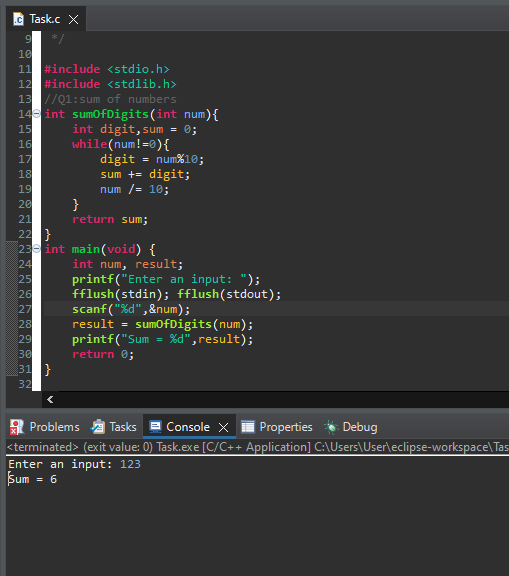 Task.c
9 */
10
11 #include <stdio.h>
12 #include <stdlib.h>
13 //Q1:sum of numbers
14 int sumOfDigits(int num){
15     int digit,sum = 0;
16     while(num!=0){
17         digit = num%10;
18         sum += digit;
19         num /= 10;
20     }
21     return sum;
22 }
23 int main(void) {
24     int num, result;
25     printf("Enter an input: ");
26     fflush(stdin); fflush(stdout);
27     scanf("%d",&num);
28     result = sumOfDigits(num);
29     printf("Sum = %d",result);
30     return 0;
31 }
32
Problems Tasks Console Properties Debug
<terminated> (exit value: 0) Task.exe [C/C++ Application] C:\Users\User\eclipse-workspace\Tas
Enter an input: 123
Sum = 6